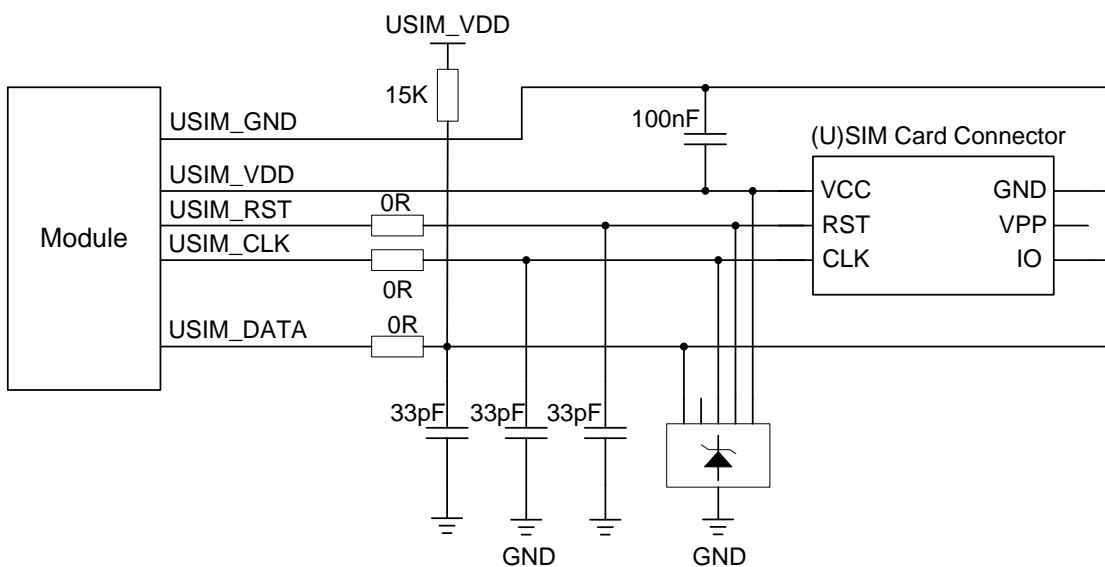 USIM_VDD
15K
USIM_GND
100nF
(U)SIM Card Connector
USIM_VDD
VCC
GND
USIM_RST
0R
RST
VPP
Module
USIM_CLK
CLK
IO
0R
USIM_DATA
0R
33pF
33pF
33pF
GND
GND